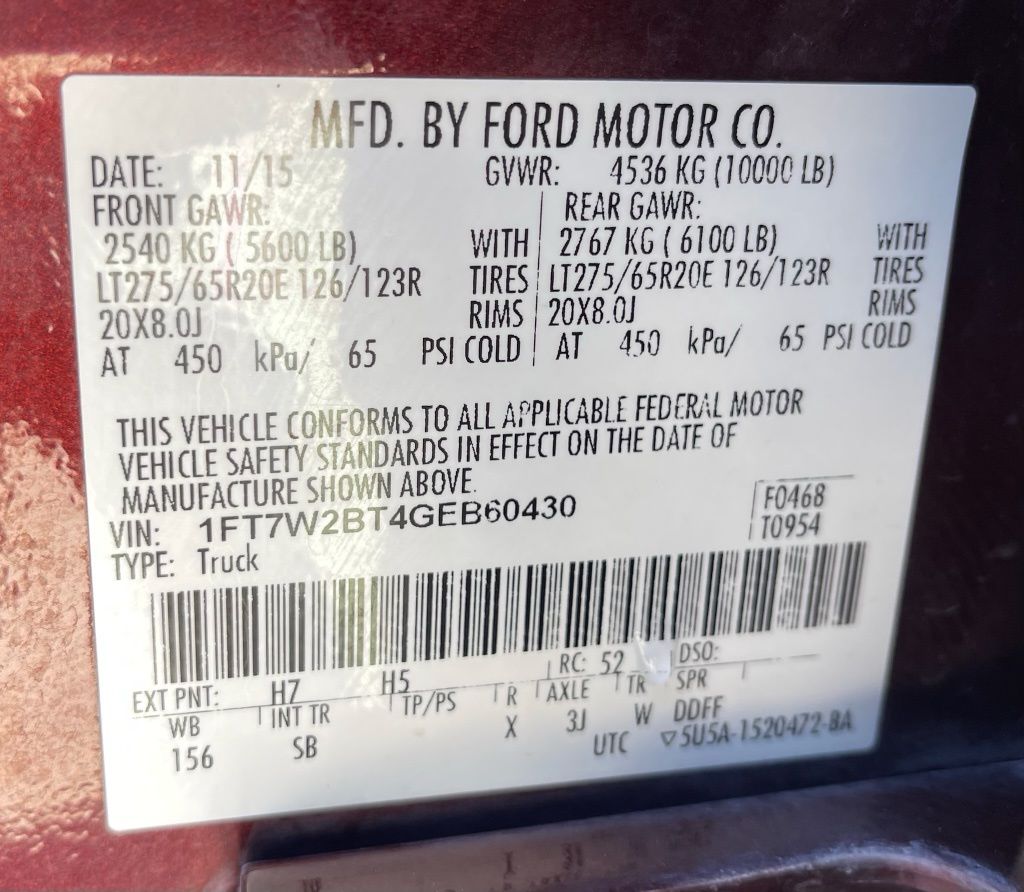 MFD. BY FORD MOTOR CO.
DATE: 11/15 GVWR: 4536 KG (10000 LB)
FRONT GAWR: REAR GAWR:
2540 KG ( 5600 LB) WITH 2767 KG ( 6100 LB) WITH
LT275/65R20E 126/123R TIRES LT275/65R20E 126/123R TIRES
20X8.0J RIMS 20X8.0J RIMS
AT 450 kPa/ 65 PSI COLD AT 450 kPa/ 65 PSI COLD
THIS VEHICLE CONFORMS TO ALL APPLICABLE FEDERAL MOTOR
VEHICLE SAFETY STANDARDS IN EFFECT ON THE DATE OF
MANUFACTURE SHOWN ABOVE.
VIN: 1FT7W2BT4GEB60430 F0468
TYPE: Truck T0954
EXT PNT: H7 H5 RC: 52 DSO:
WB INT TR TP/PS R AXLE TR SPR
156 SB X 3J W DDFF
UTC ▽5U5A-1520472-BA